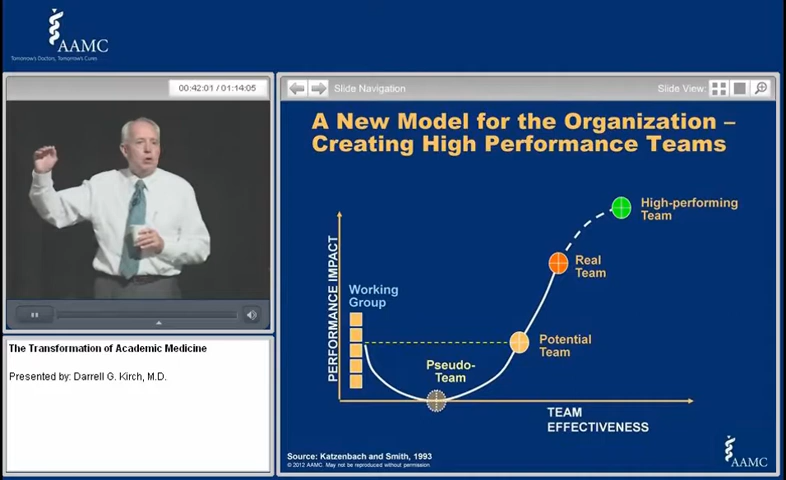 AAMC
Tomorrow's Doctors, Tomorrow's Cures
00:42:01 / 01:14:05
Slide Navigation
Slide View:
A New Model for the Organization –
Creating High Performance Teams
High-performing
Team
Real
Team
Working
Group
PERFORMANCE IMPACT
Potential
Team
Pseudo-
Team
TEAM
EFFECTIVENESS
Source: Katzenbach and Smith, 1993
© 2012 AAMC. May not be reproduced without permission.
AAMC
The Transformation of Academic Medicine
Presented by: Darrell G. Kirch, M.D.